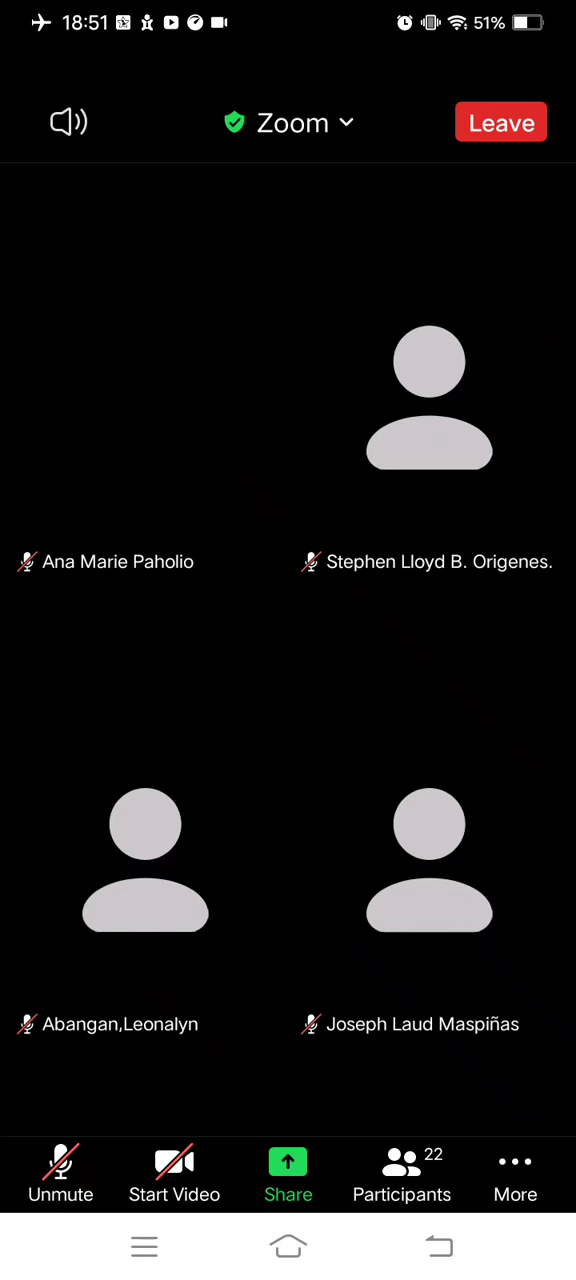 18:51
51%
Zoom
Leave
Ana Marie Paholio
Stephen Lloyd B. Origenes.
Abangan,Leonalyn
Joseph Laud Maspiñas
22
Unmute
Start Video
Share
Participants
More